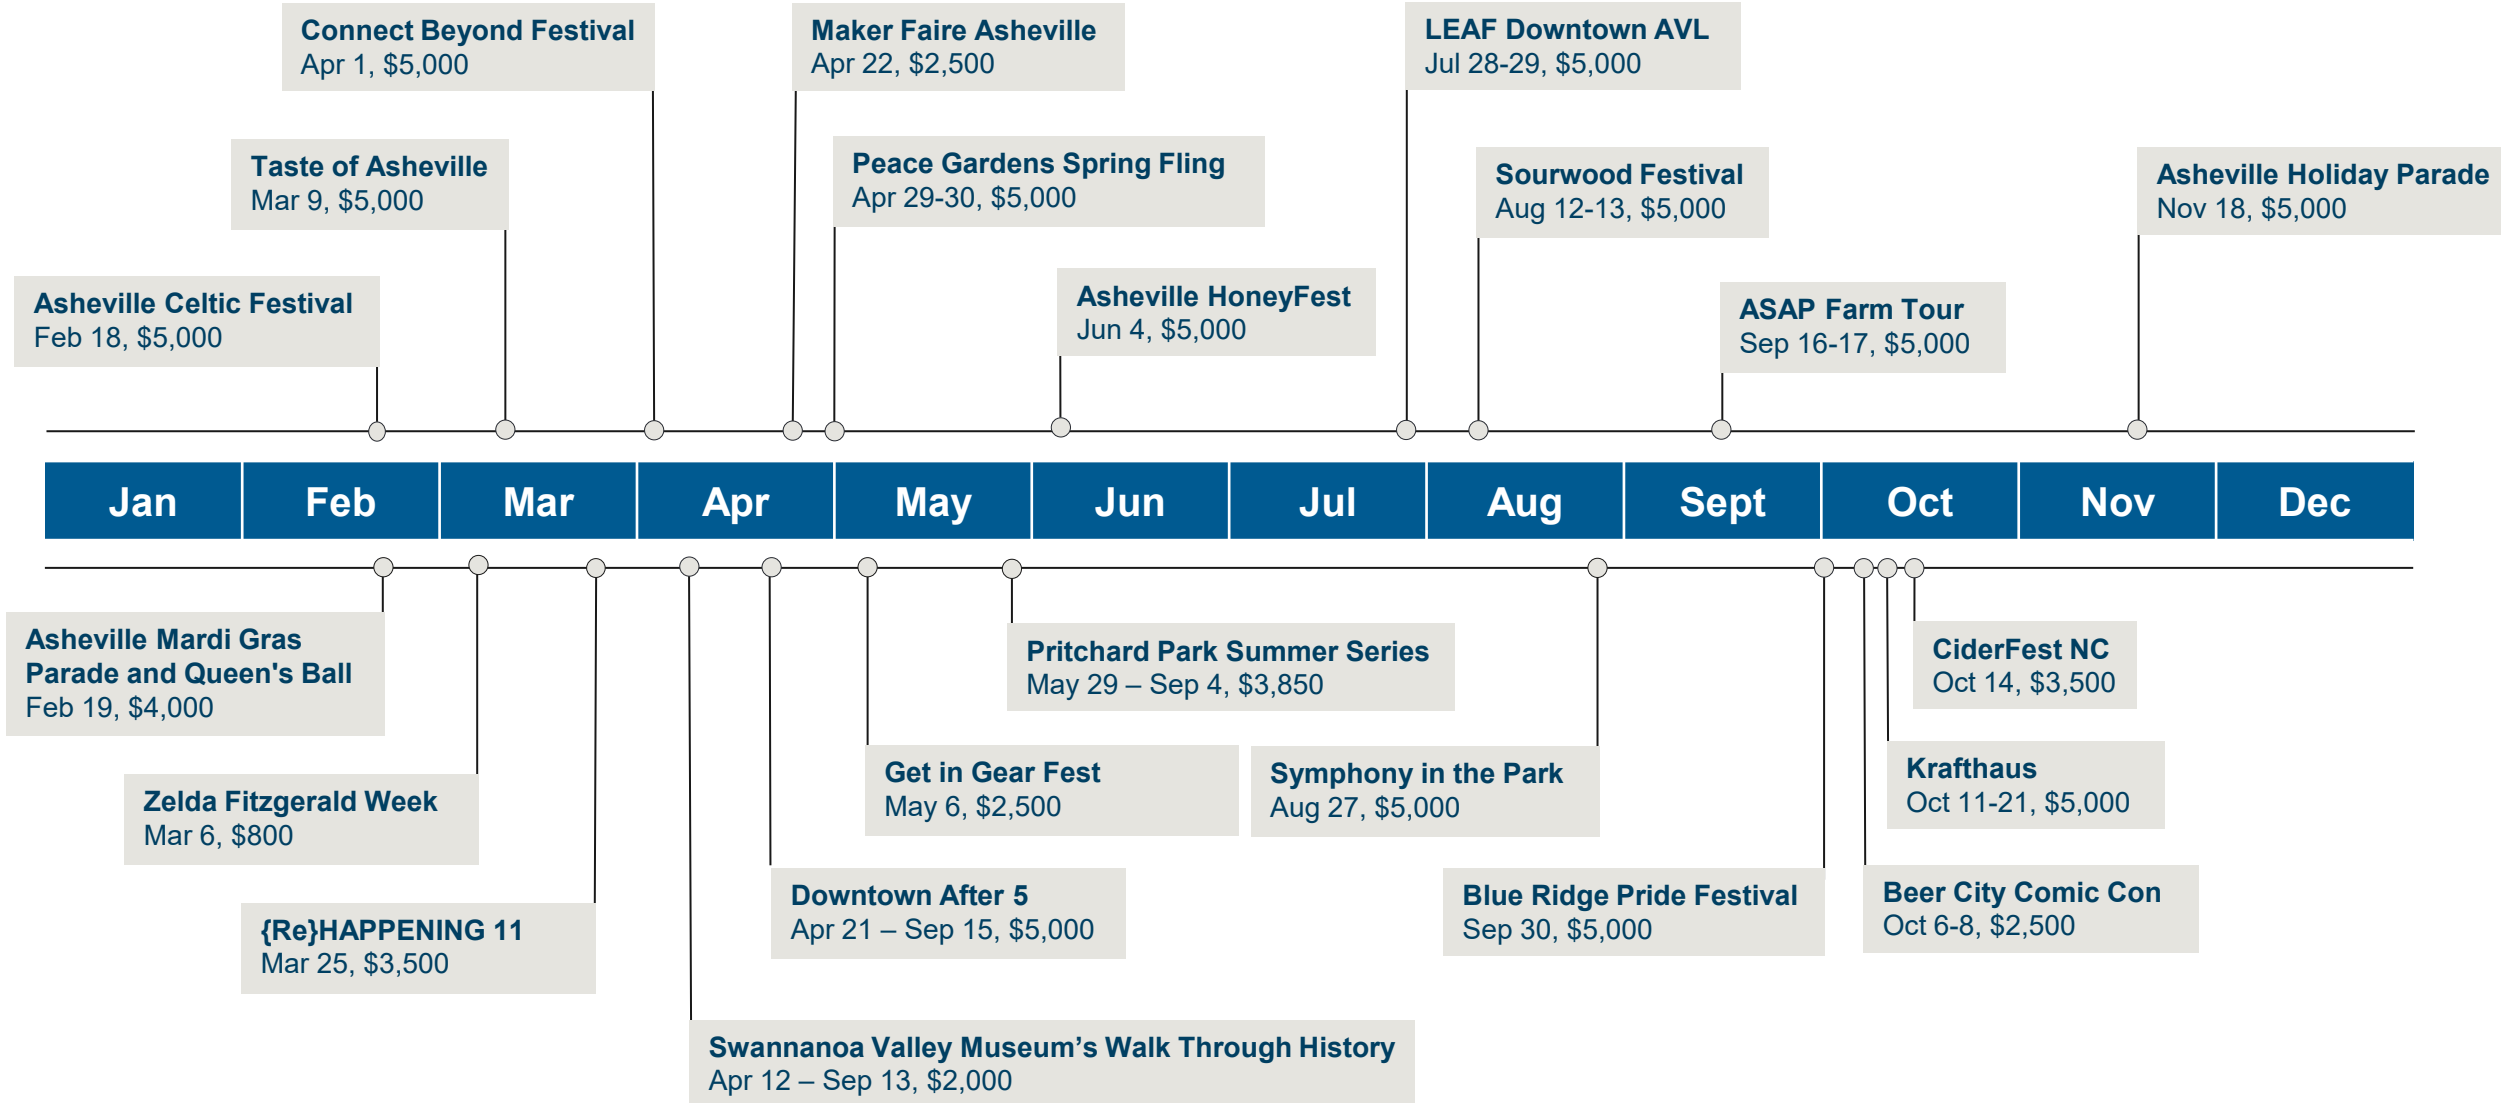 Connect Beyond Festival
Apr 1, $5,000
Maker Faire Asheville
Apr 22, $2,500
LEAF Downtown AVL
Jul 28-29, $5,000
Taste of Asheville
Mar 9, $5,000
Peace Gardens Spring Fling
Apr 29-30, $5,000
Sourwood Festival
Aug 12-13, $5,000
Asheville Holiday Parade
Nov 18, $5,000
Asheville Celtic Festival
Feb 18, $5,000
Asheville HoneyFest
Jun 4, $5,000
ASAP Farm Tour
Sep 16-17, $5,000
Jan Feb Mar Apr May Jun Jul Aug Sept Oct Nov Dec
Asheville Mardi Gras
Parade and Queen's Ball
Feb 19, $4,000
Pritchard Park Summer Series
May 29 – Sep 4, $3,850
CiderFest NC
Oct 14, $3,500
Zelda Fitzgerald Week
Mar 6, $800
Get in Gear Fest
May 6, $2,500
Symphony in the Park
Aug 27, $5,000
Krafthaus
Oct 11-21, $5,000
{Re}HAPPENING 11
Mar 25, $3,500
Downtown After 5
Apr 21 – Sep 15, $5,000
Blue Ridge Pride Festival
Sep 30, $5,000
Beer City Comic Con
Oct 6-8, $2,500
Swannanoa Valley Museum’s Walk Through History
Apr 12 – Sep 13, $2,000